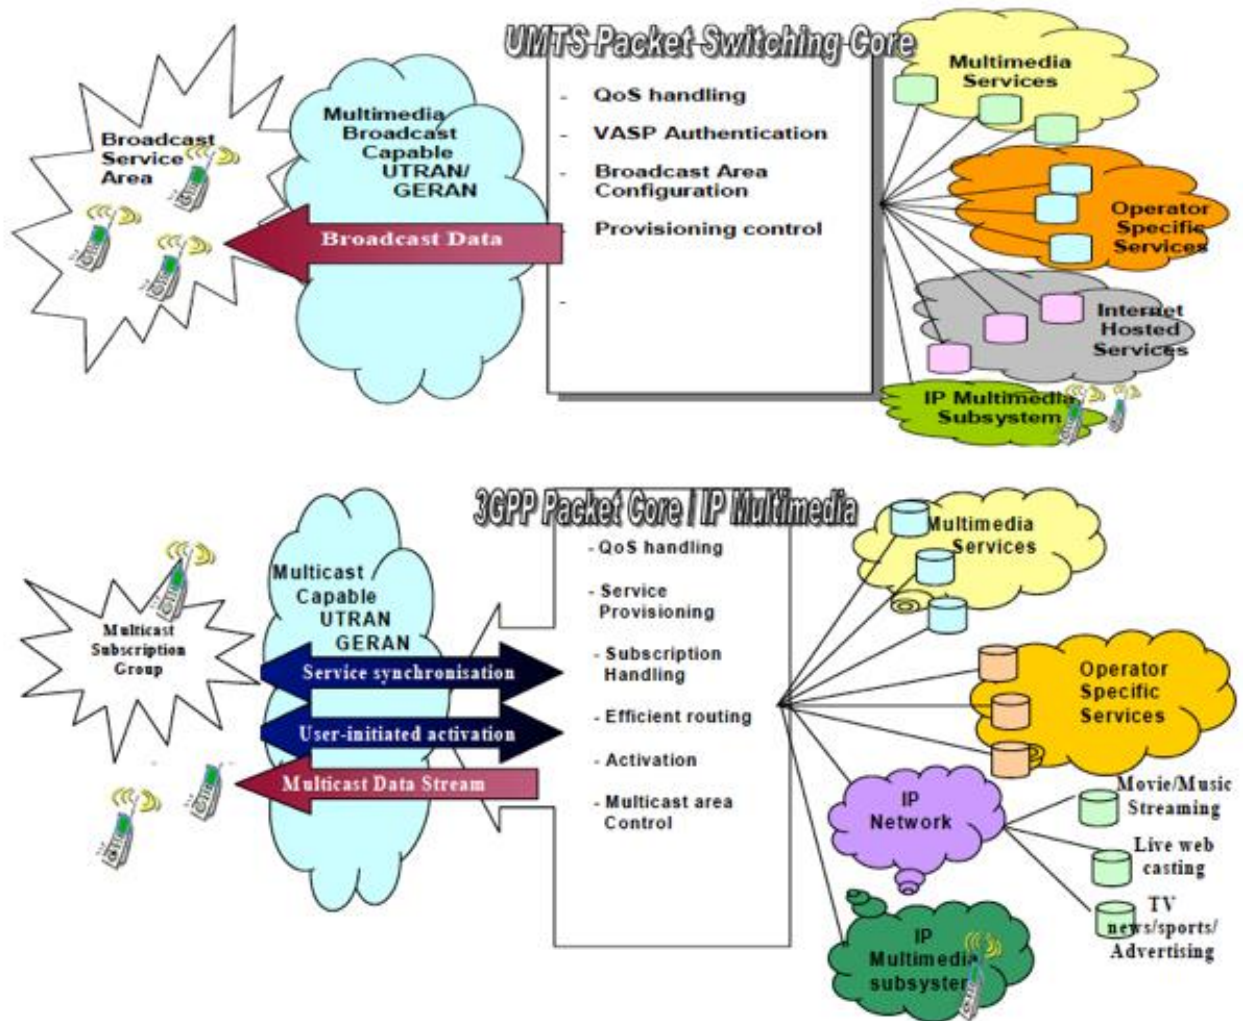 UMTS Packet Switching Core
Broadcast
Service
Area
Multimedia
Broadcast
Capable
UTRAN/
GERAN
Broadcast Data
- QoS handling
- VASP Authentication
- Broadcast Area
Configuration
- Provisioning control
-
Multimedia
Services
Operator
Specific
Services
Internet
Hosted
Services
IP Multimedia
Subsystem
3GPP Packet Core / IP Multimedia
Multicast
Subscription
Group
Multicast
Capable
UTRAN
GERAN
Service synchronisation
User-initiated activation
Multicast Data Stream
- QoS handling
- Service
Provisioning
- Subscription
Handling
- Efficient routing
- Activation
- Multicast area
Control
Multimedia
Services
Operator
Specific
Services
IP
Network
Movie/Music
Streaming
Live web
casting
TV
news/sports/
Advertising
IP
Multimedia
subsystem